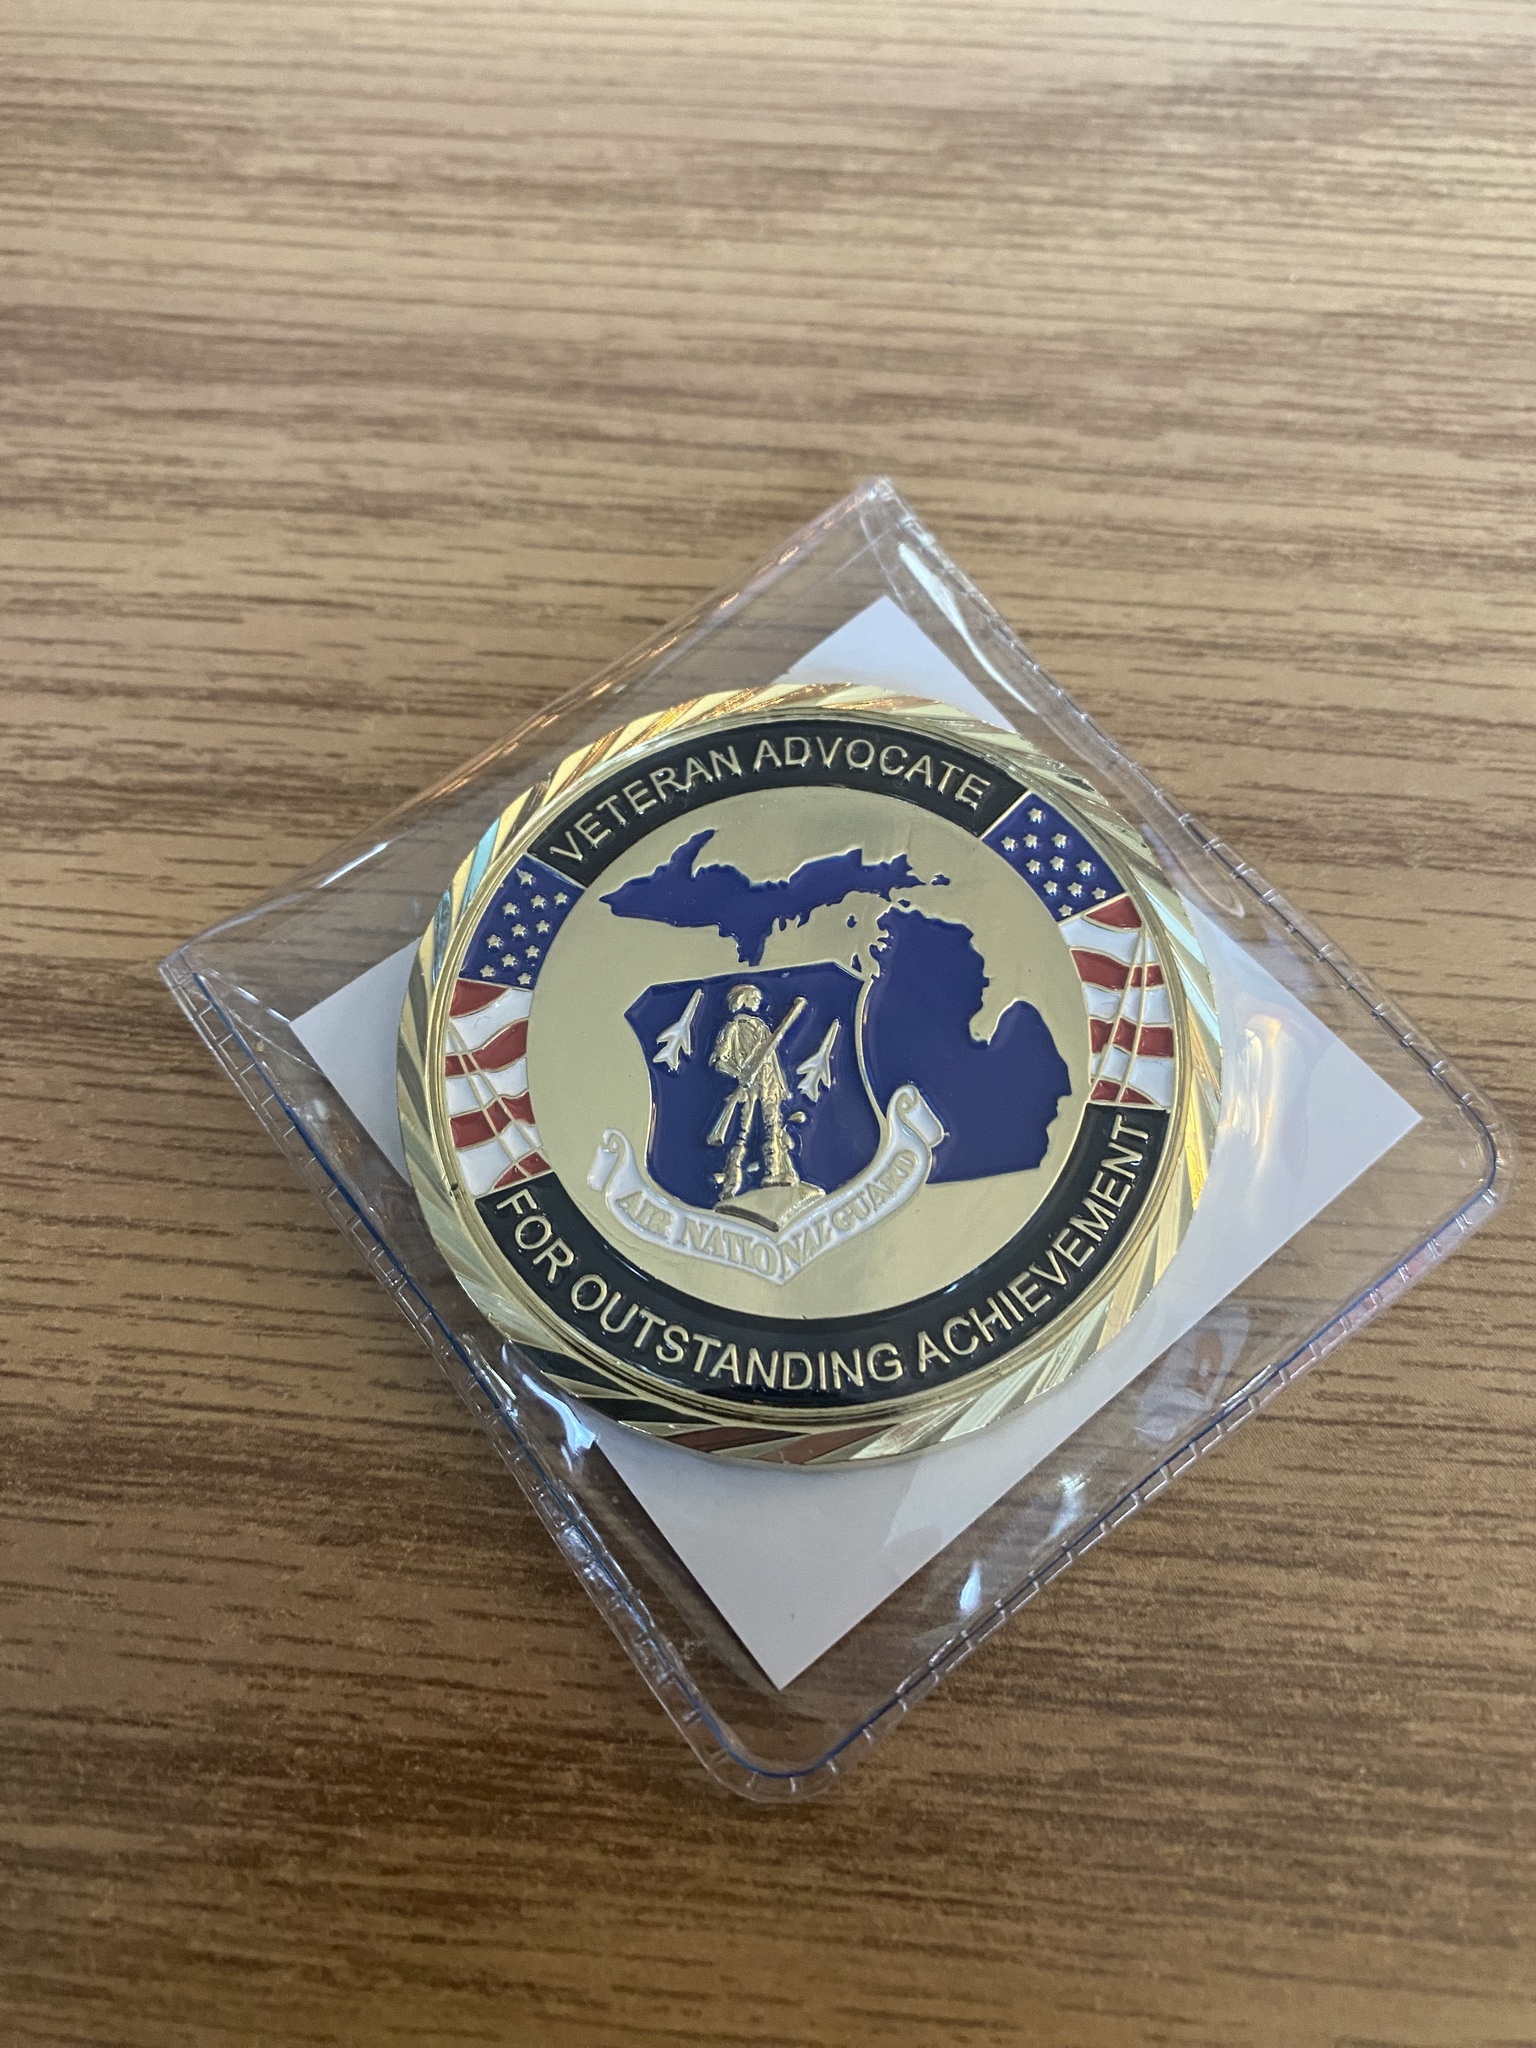 VETERAN ADVOCATE
AIR NATIONAL GUARD
FOR OUTSTANDING ACHIEVEMENT